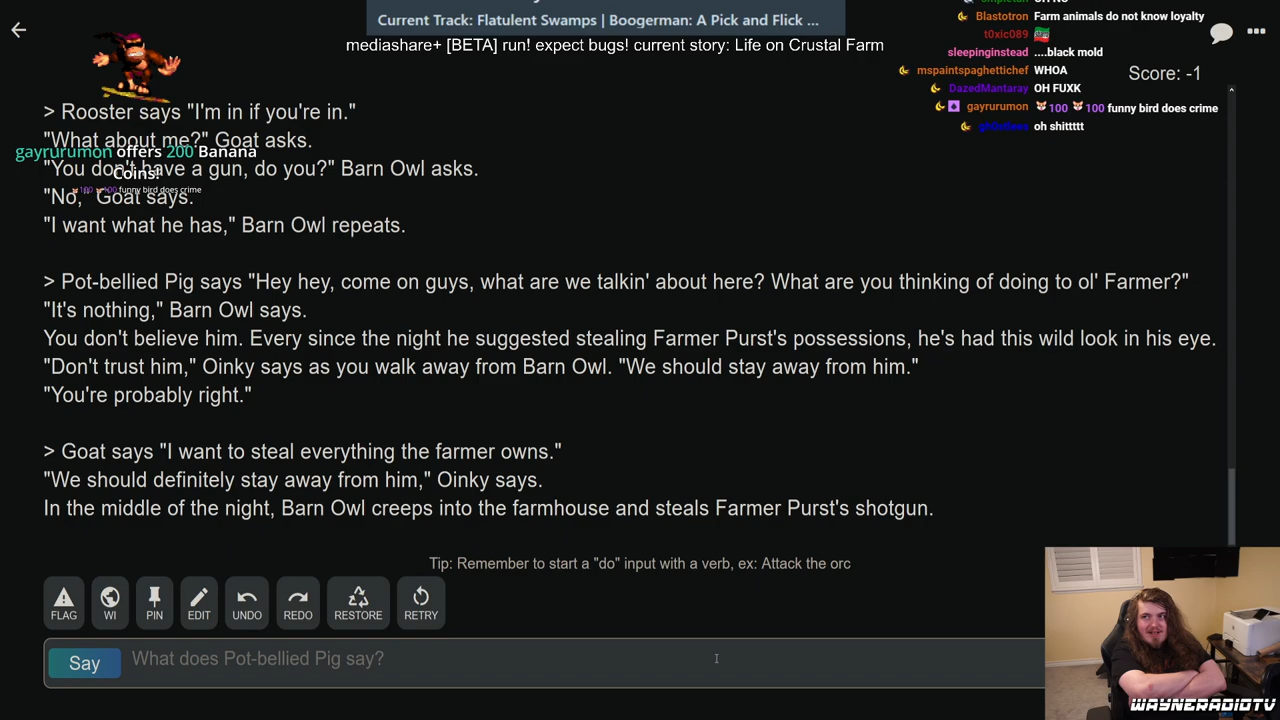 Current Track: Flatulent Swamps | Boogerman: A Pick and Flick ...
mediashare+ [BETA] run! expect bugs! current story: Life on Crustal Farm
Blastotron Farm animals do not know loyalty
t0xic089
sleepinginstead ....black mold
mspaintspaghettichef WHOA
DazedMantaray OH FUXK
gayrurumon 100 100 funny bird does crime
oh shittttt
Score: -1
> Rooster says "I'm in if you're in."
"What about me?" Goat asks.
gayrurumon offers 200 Banana
Coins!
100 100 funny bird does crime
"You don't have a gun, do you?" Barn Owl asks.
"No," Goat says.
"I want what he has," Barn Owl repeats.
> Pot-bellied Pig says "Hey hey, come on guys, what are we talkin' about here? What are you thinking of doing to ol' Farmer?"
"It's nothing," Barn Owl says.
You don't believe him. Every since the night he suggested stealing Farmer Purst's possessions, he's had this wild look in his eye.
"Don't trust him," Oinky says as you walk away from Barn Owl. "We should stay away from him."
"You're probably right."
> Goat says "I want to steal everything the farmer owns."
"We should definitely stay away from him," Oinky says.
In the middle of the night, Barn Owl creeps into the farmhouse and steals Farmer Purst's shotgun.
Tip: Remember to start a "do" input with a verb, ex: Attack the orc
FLAG WI PIN EDIT UNDO REDO RESTORE RETRY
Say What does Pot-bellied Pig say?
WAYNERADIOTV